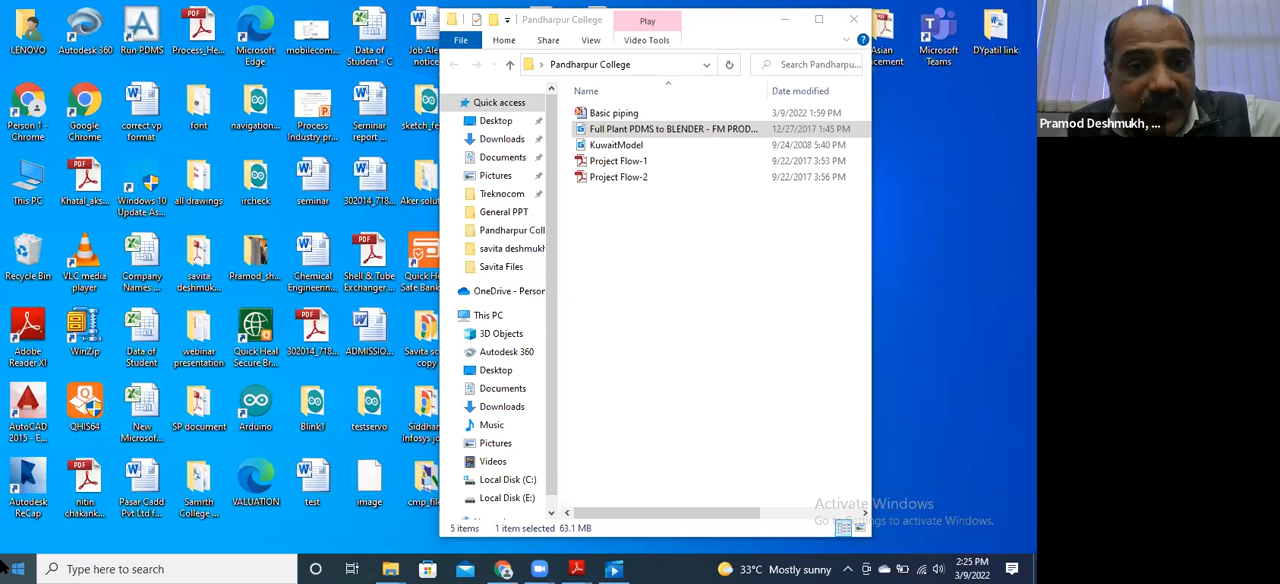 LENOVO
Autodesk 360
Run PDMS
Process_He...
Microsoft
Edge
mobilecom...
Data of
Student - C
Job Ale
notice
Person 1 -
Chrome
Google
Chrome
correct.vp
format
font
navigation...
Process
Industry pr...
Seminar
report ...
sketch_fe
This PC
Khatal_aks...
Windows 10
Update As...
all drawings
ircheck
seminar
302014_718...
Aker solut
Recycle Bin
VLC media
player
Company
Names ...
savita
deshmuk...
Pramod_sh...
Chemical
Engineerin...
Shell & Tube
Exchanger ...
Quick He
Safe Bank
Adobe
Reader XI
WinZip
Data of
Student
webinar
presentation
Quick Heal
Secure Br...
302014_718...
ADMISSIO...
Savita sc
copy
AutoCAD
2015 - E...
QHIS64
New
Microsof...
SP document
Arduino
Blink1
testservo
Siddhar
Infosys jo
Autodesk
ReCap
nitin
chakank...
Pasar Cadd
Pvt Ltd f...
Samrth
College ...
VALUATION
test
image
cmp_file
Pandharpur College
Play
File
Home
Share
View
Video Tools
Pandharpur College
Search Pandharpu...
Name
Date modified
Quick access
Desktop
Downloads
Documents
Pictures
Treknocom
General PPT
Pandharpur Coll
savita deshmukh
Savita Files
OneDrive - Person
This PC
3D Objects
Autodesk 360
Desktop
Documents
Downloads
Music
Pictures
Videos
Local Disk (C:)
Local Disk (E:)
Basic piping 3/9/2022 1:59 PM
Full Plant PDMS to BLENDER - FM PROD... 12/27/2017 1:45 PM
KuwaitModel 9/24/2008 5:40 PM
Project Flow-1 9/22/2017 3:53 PM
Project Flow-2 9/22/2017 3:56 PM
5 items 1 item selected 63.1 MB
Asian
cement
Microsoft
Teams
DYpatil link
Pramod Deshmukh, ...
Activate Windows
Go to Settings to activate Windows.
Type here to search
33°C Mostly sunny
2:25 PM
3/9/2022